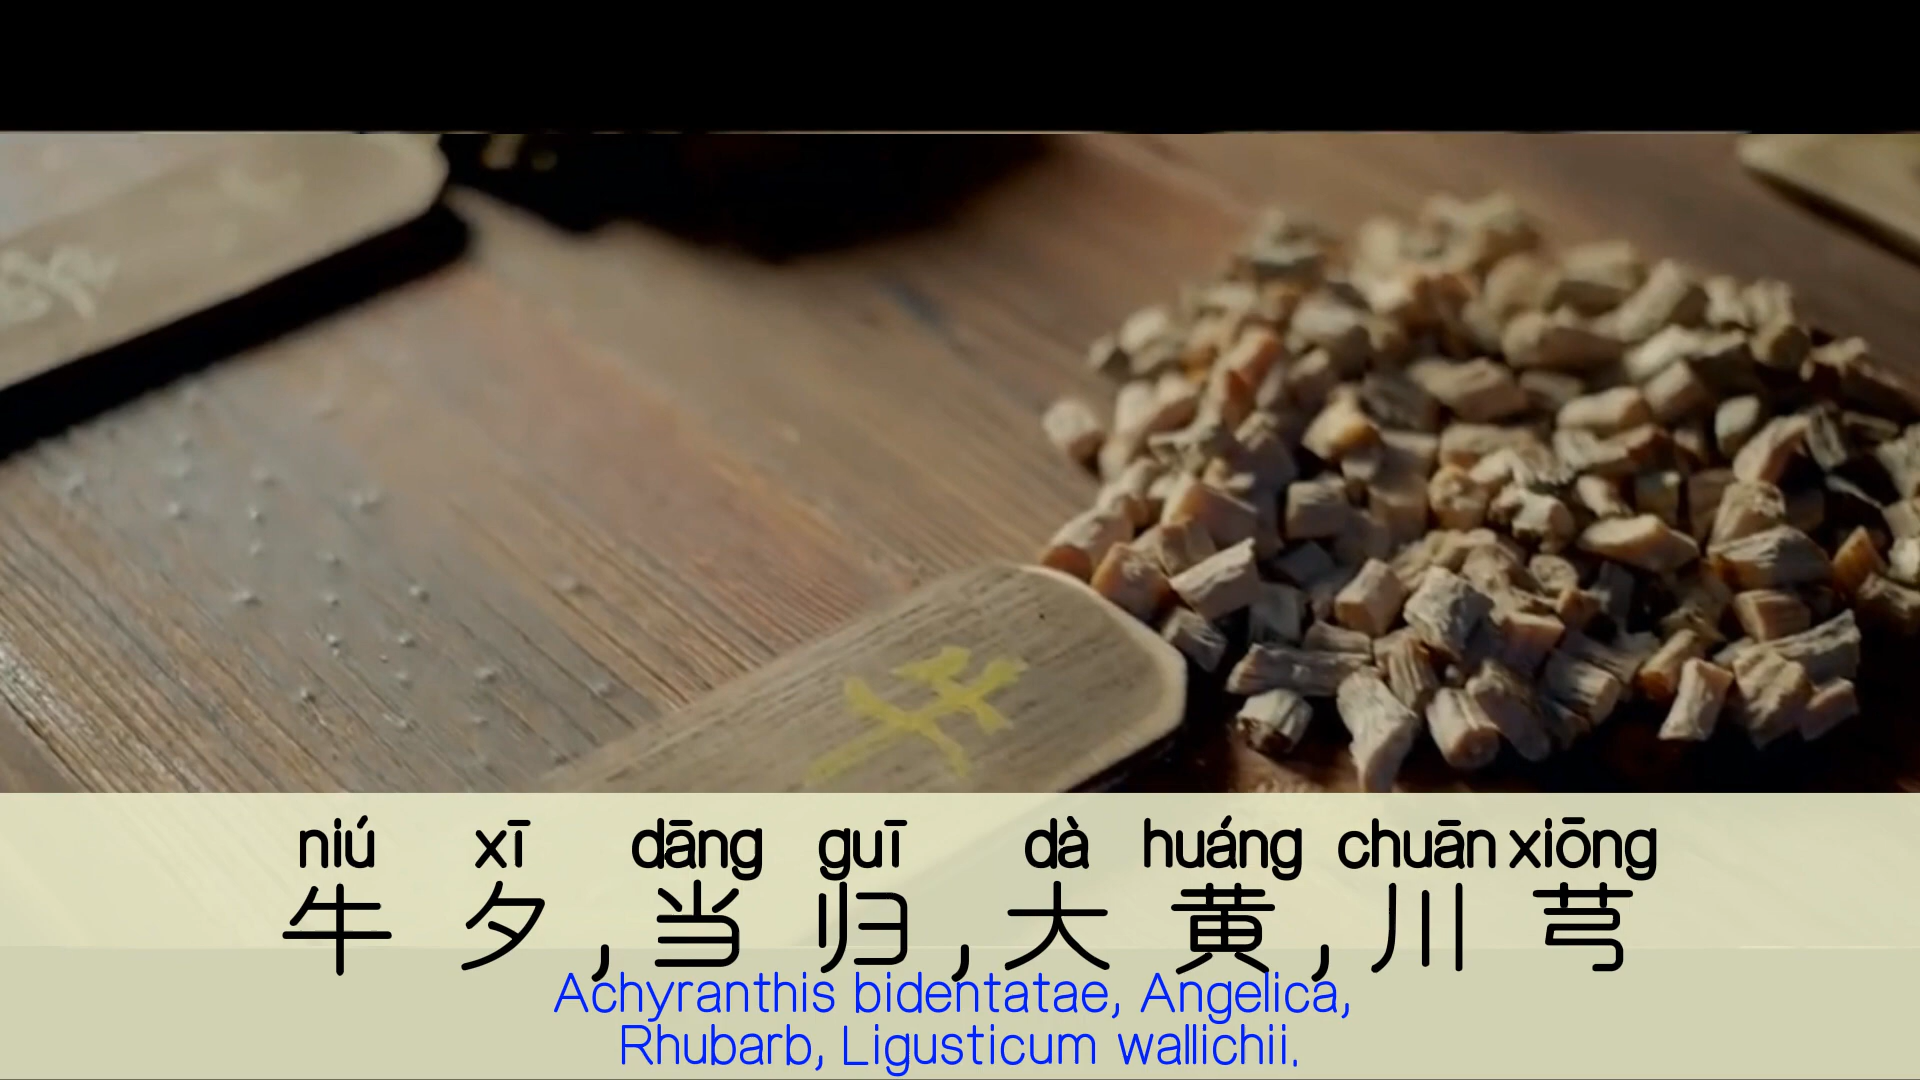 牛
niú xī dāng guī dà huáng chuān xiōng
牛夕,当归,大黄,川芎
Achyranthis bidentatae, Angelica,
Rhubarb, Ligusticum wallichii.